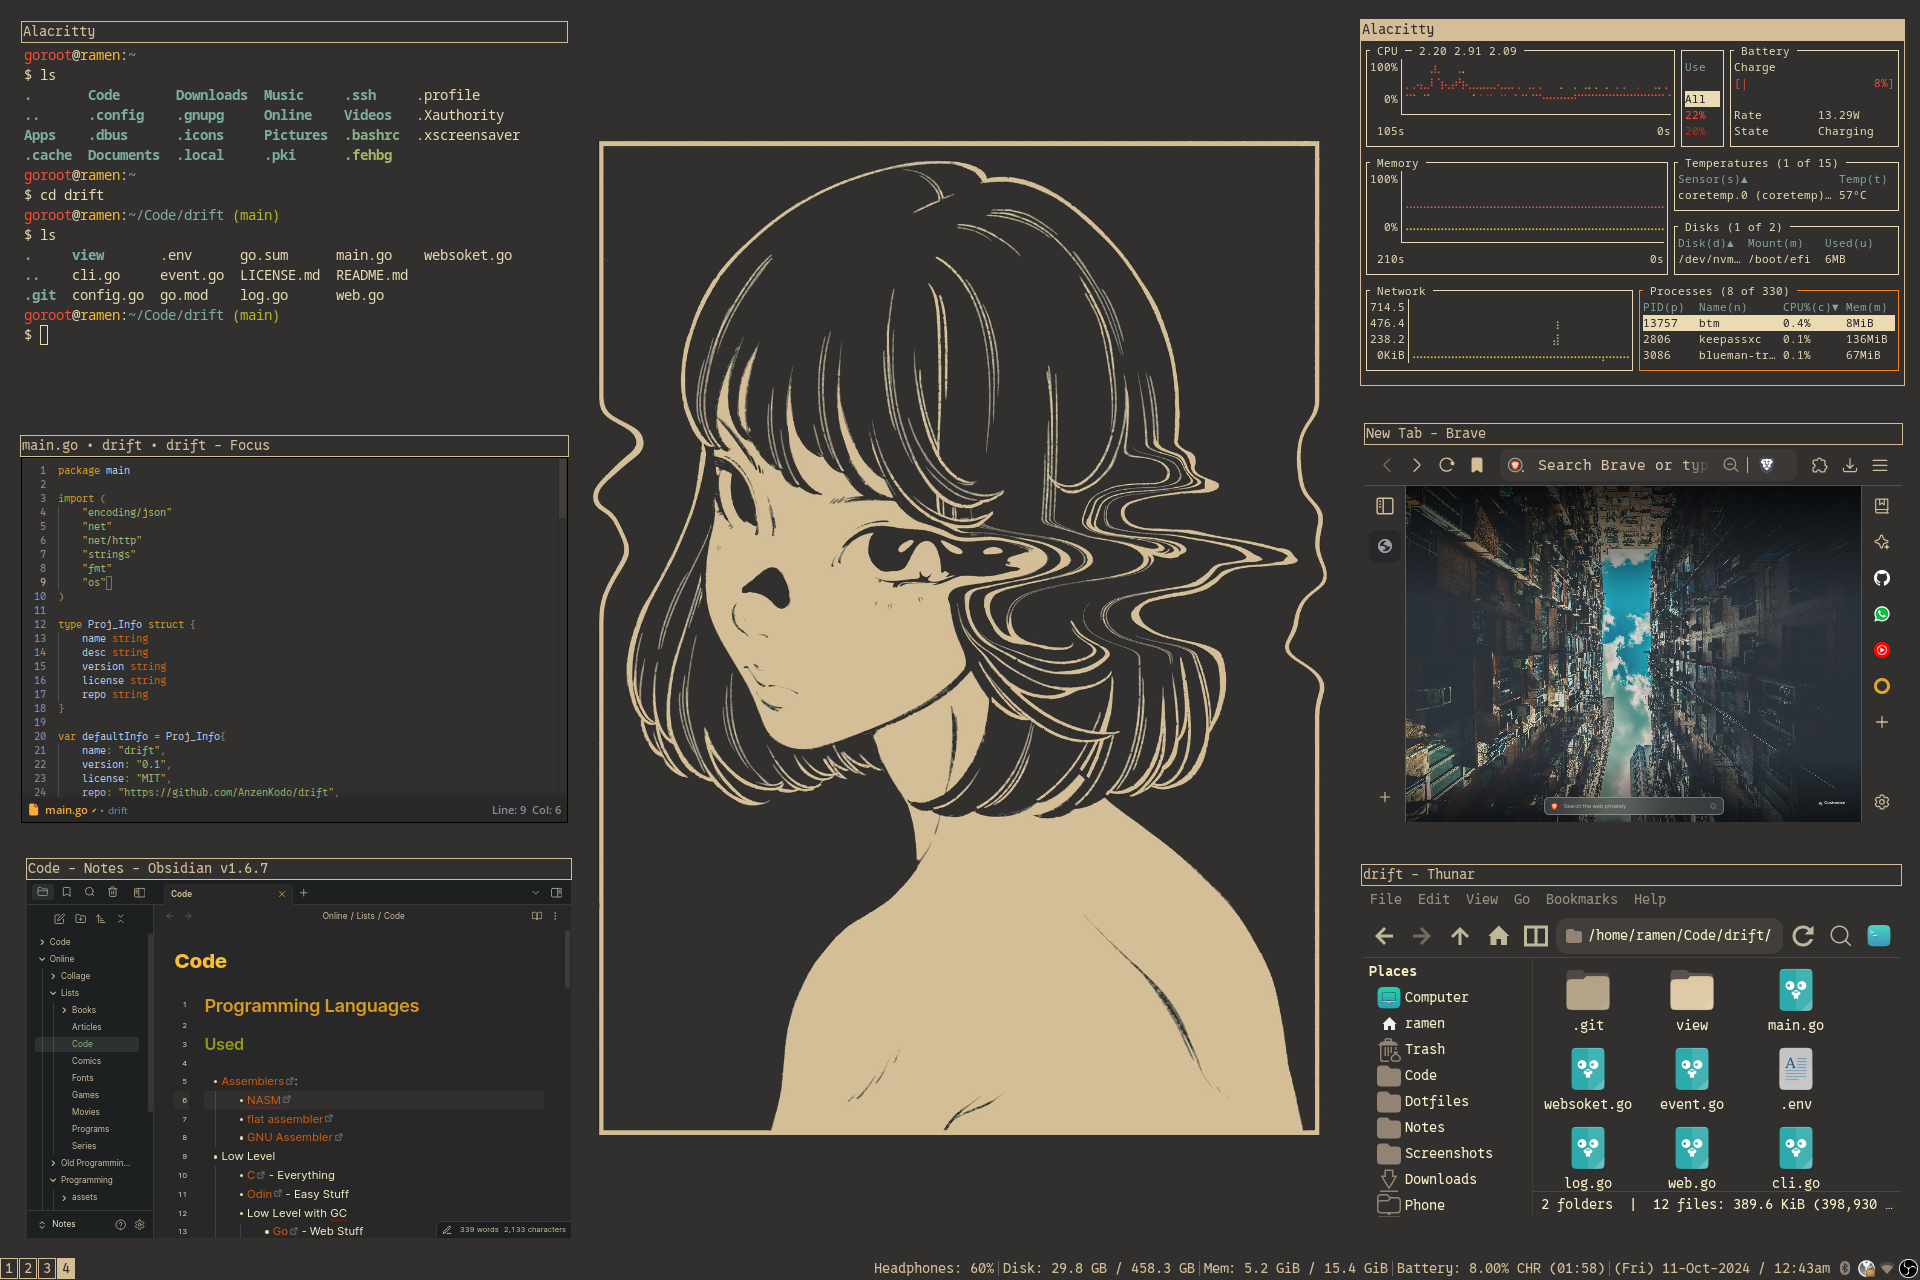 Alacritty
goroot@ramen:~
$ ls
. Code Downloads Music .ssh .profile
.. .config .gnupg Online Videos .Xauthority
Apps .dbus .icons Pictures .bashrc .xscreensaver
.cache Documents .local .pki .fehbg
goroot@ramen:~
$ cd drift
goroot@ramen:~/Code/drift (main)
$ ls
. view .env go.sum main.go websoket.go
.. cli.go event.go LICENSE.md README.md
.git config.go go.mod log.go web.go
goroot@ramen:~/Code/drift (main)
$
main.go • drift • drift - Focus
1 package main
2
3 import (
4 "encoding/json"
5 "net"
6 "net/http"
7 "strings"
8 "fmt"
9 "os"
10 )
11
12 type Proj_Info struct {
13 name string
14 desc string
15 version string
16 license string
17 repo string
18 }
19
20 var defaultInfo = Proj_Info{
21 name: "drift",
22 version: "0.1",
23 license: "MIT",
24 repo: "https://github.com/AnzenKodo/drift",
main.go • drift Line: 9 Col: 6
Code - Notes - Obsidian v1.6.7
Code
Online / Lists / Code
Code
Online
Collage
Lists
Books
Articles
Code
Comics
Fonts
Games
Movies
Programs
Series
Old Programmin...
Programming
assets
Notes
Code
1 Programming Languages
2
3 Used
4
5 • Assemblers:
6 • NASM
7 • flat assembler
8 • GNU Assembler
9 • Low Level
10 • C - Everything
11 • Odin - Easy Stuff
12 • Low Level with GC
13 • Go - Web Stuff
339 words 2,133 characters
Alacritty
CPU — 2.20 2.91 2.09
100%
0%
105s 0s
Use
All
22%
20%
Battery
Charge
[| 8%]
Rate 13.29W
State Charging
Memory
100%
0%
210s 0s
Temperatures (1 of 15)
Sensor(s)▲ Temp(t)
coretemp.0 (coretemp)… 57°C
Disks (1 of 2)
Disk(d)▲ Mount(m) Used(u)
/dev/nvm… /boot/efi 6MB
Network
714.5
476.4
238.2
0KiB
Processes (8 of 330)
PID(p) Name(n) CPU%(c)▼ Mem(m)
13757 btm 0.4% 8MiB
2806 keepassxc 0.1% 136MiB
3086 blueman-tr… 0.1% 67MiB
New Tab - Brave
Search Brave or typ
Search the web privately
Customize
drift - Thunar
File Edit View Go Bookmarks Help
/home/ramen/Code/drift/
Places
Computer
ramen
Trash
Code
Dotfiles
Notes
Screenshots
Downloads
Phone
.git view main.go
websoket.go event.go .env
log.go web.go cli.go
2 folders | 12 files: 389.6 KiB (398,930 …
1 2 3 4
Headphones: 60%|Disk: 29.8 GB / 458.3 GB|Mem: 5.2 GiB / 15.4 GiB|Battery: 8.00% CHR (01:58)|(Fri) 11-Oct-2024 / 12:43am